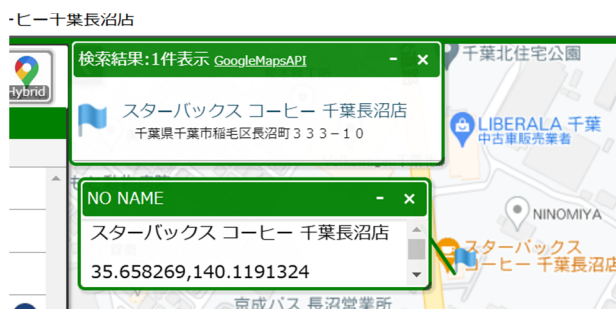 ーヒー千葉長沼店
Hybrid
検索結果:1件表示 GoogleMapsAPI - ×
スターバックス コーヒー 千葉長沼店
千葉県千葉市稲毛区長沼町３３３−１０
千葉北住宅公園
LIBERALA 千葉
中古車販売業者
NO NAME - ×
スターバックス コーヒー 千葉長沼店
35.658269,140.1191324
NINOMIYA
スターバックス
コーヒー 千葉長沼店
京成バス 長沼営業所